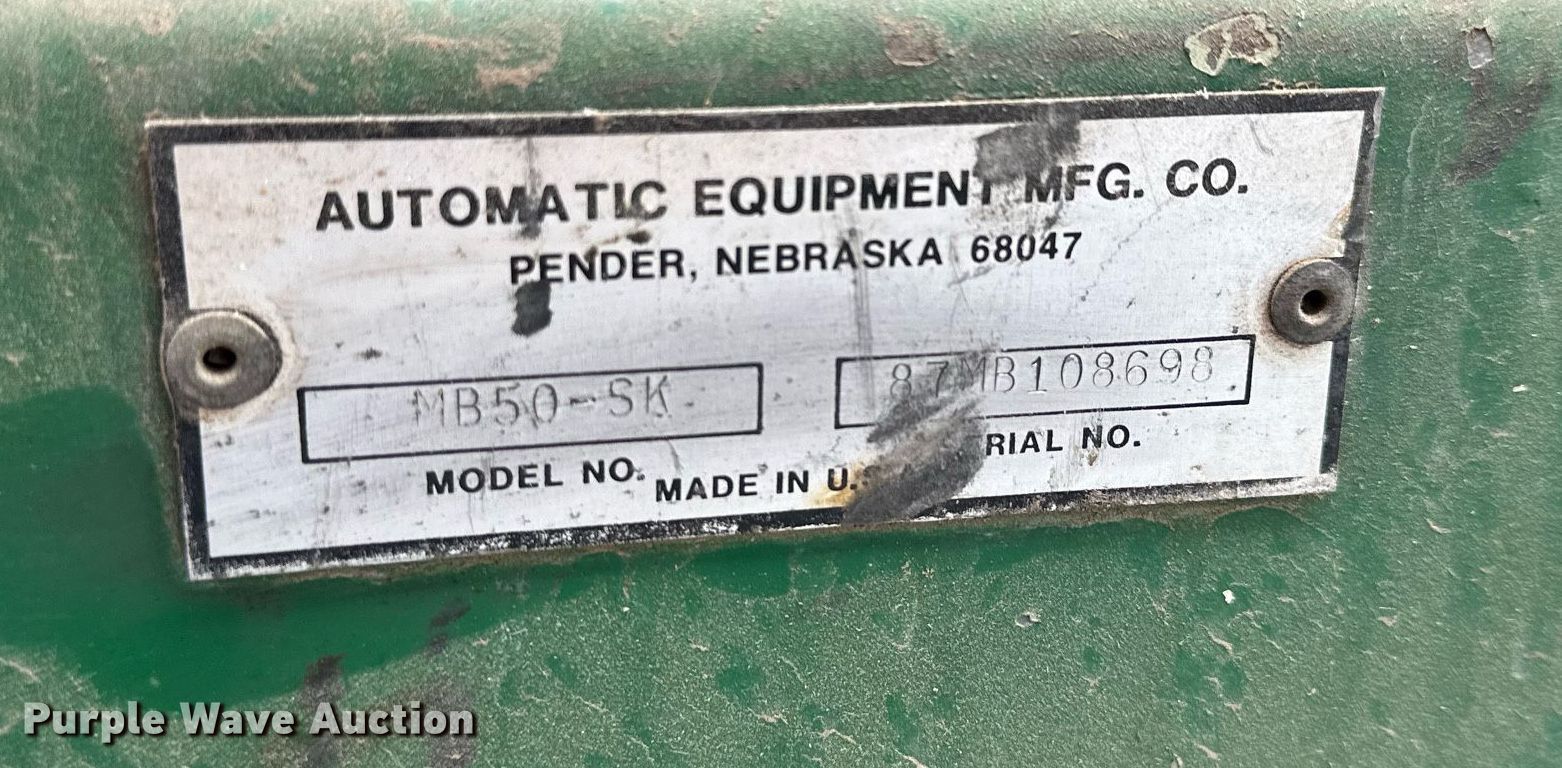 AUTOMATIC EQUIPMENT MFG. CO.
PENDER, NEBRASKA 68047
MB50-SK 87MB108698
MODEL NO. MADE IN U.S RIAL NO.
Purple Wave Auction